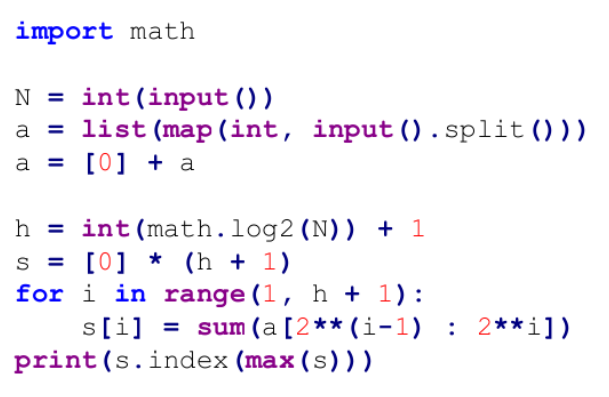 import math

N = int(input())
a = list(map(int, input().split()))
a = [0] + a

h = int(math.log2(N)) + 1
s = [0] * (h + 1)
for i in range(1, h + 1):
    s[i] = sum(a[2**(i-1) : 2**i])
print(s.index(max(s)))